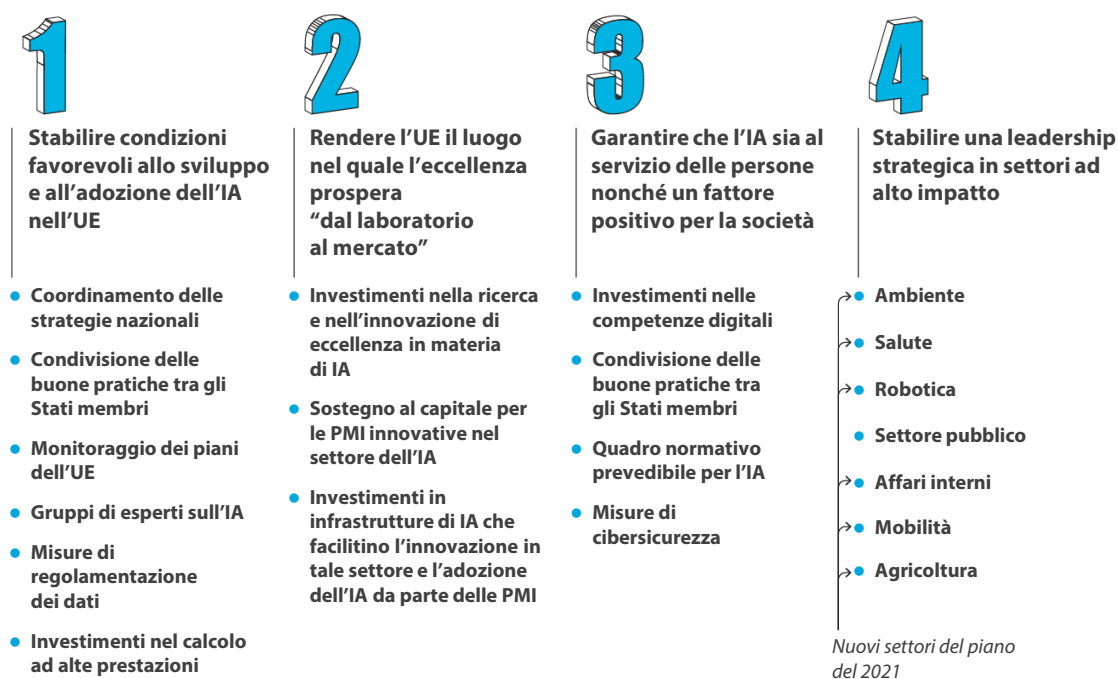 1
Stabilire condizioni
favorevoli allo sviluppo
e all’adozione dell’IA
nell’UE
Coordinamento delle
strategie nazionali
Condivisione delle
buone pratiche tra gli
Stati membri
Monitoraggio dei piani
dell’UE
Gruppi di esperti sull’IA
Misure di
regolamentazione
dei dati
Investimenti nel calcolo
ad alte prestazioni
2
Rendere l’UE il luogo
nel quale l’eccellenza
prospera
“dal laboratorio
al mercato”
Investimenti nella ricerca
e nell’innovazione di
eccellenza in materia
di IA
Sostegno al capitale per
le PMI innovative nel
settore dell’IA
Investimenti in
infrastrutture di IA che
facilitino l’innovazione in
tale settore e l’adozione
dell’IA da parte delle PMI
3
Garantire che l’IA sia al
servizio delle persone
nonché un fattore
positivo per la società
Investimenti nelle
competenze digitali
Condivisione delle
buone pratiche tra
gli Stati membri
Quadro normativo
prevedibile per l’IA
Misure di
cibersicurezza
4
Stabilire una leadership
strategica in settori ad
alto impatto
Ambiente
Salute
Robotica
Settore pubblico
Affari interni
Mobilità
Agricoltura
Nuovi settori del piano
del 2021